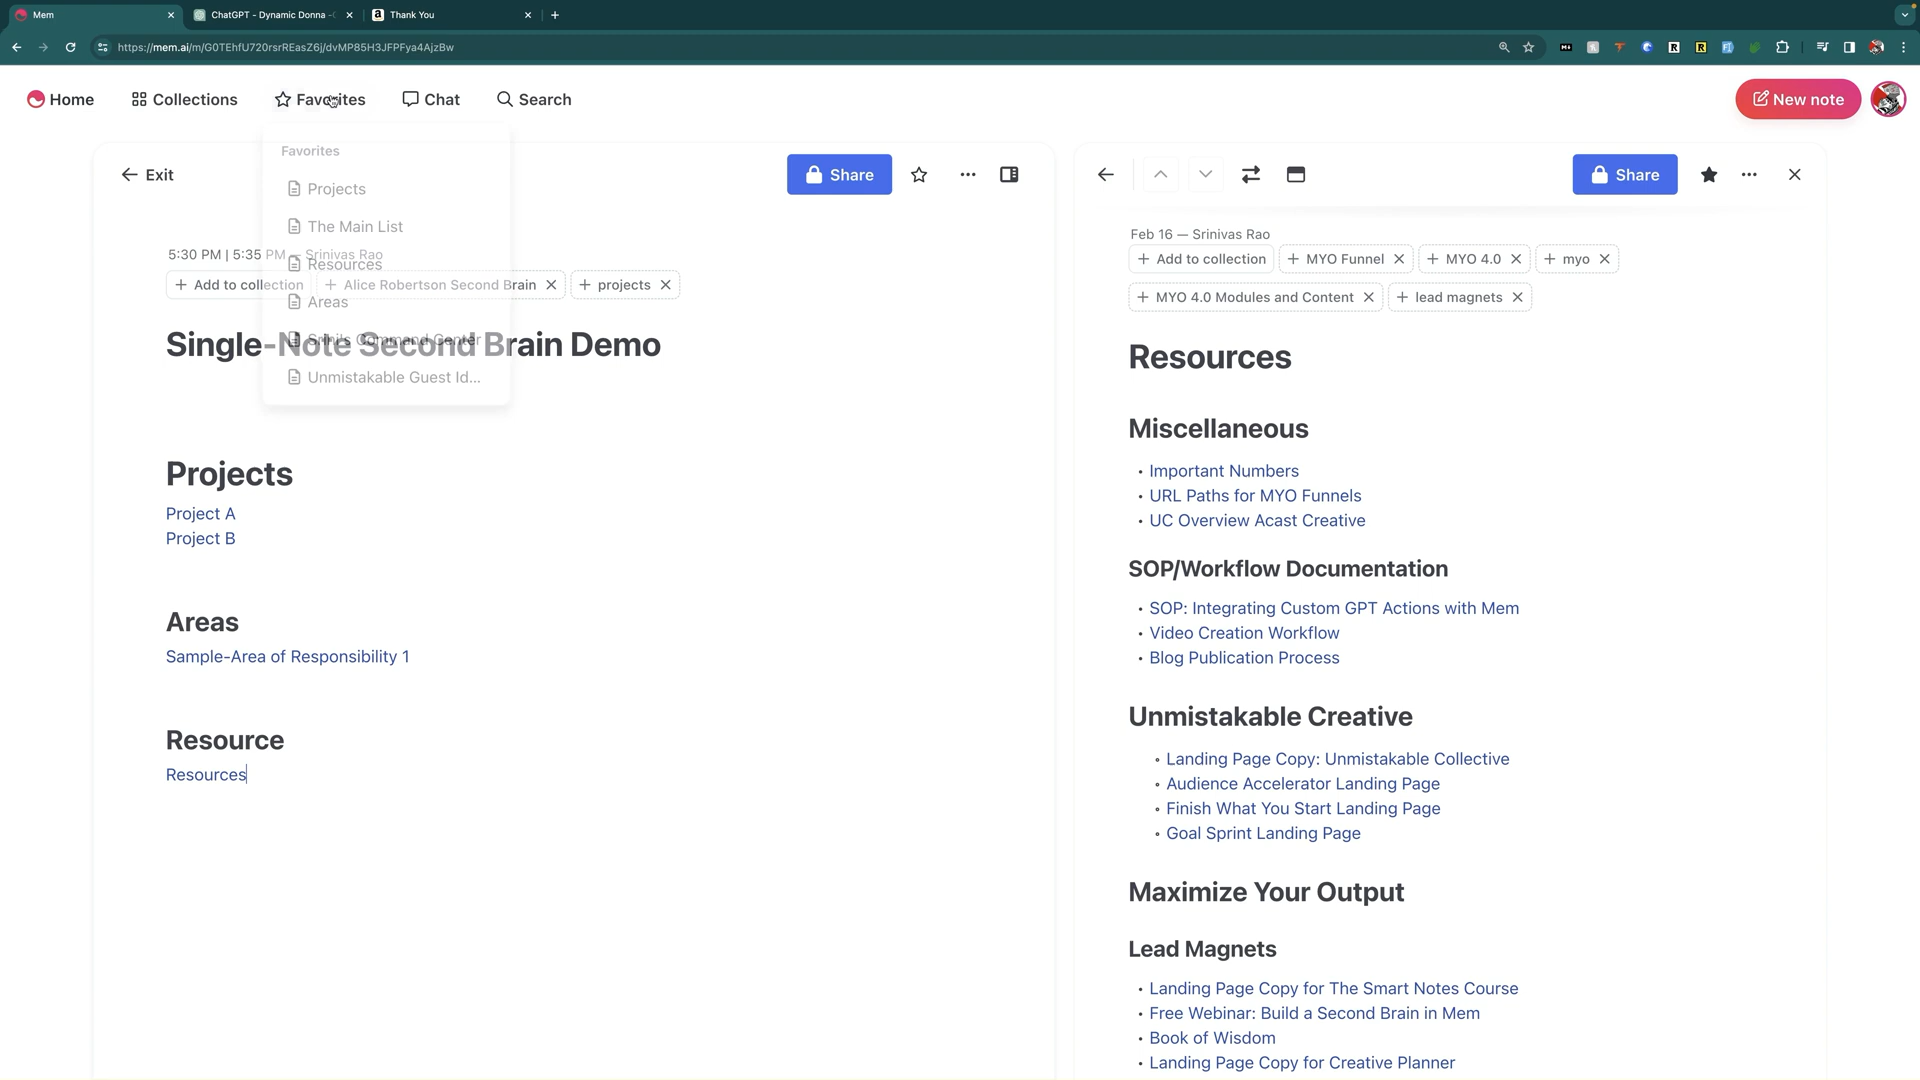 Mem
ChatGPT - Dynamic Donna -
Thank You
https://mem.ai/m/G0TEhfU720rsrREasZ6j/dvMP85H3JFPFya4AjzBw
Home
Collections
Favorites
Chat
Search
New note
Favorites
Projects
The Main List
Resources
Areas
Srini's Command Center
Unmistakable Guest Id...
Exit
Share
5:30 PM | 5:35 PM — Srinivas Rao
+ Add to collection
+ Alice Robertson Second Brain ×
+ projects ×
Single-Note Second Brain Demo
Projects
Project A
Project B
Areas
Sample-Area of Responsibility 1
Resource
Resources
Share
Feb 16 — Srinivas Rao
+ Add to collection
+ MYO Funnel ×
+ MYO 4.0 ×
+ myo ×
+ MYO 4.0 Modules and Content ×
+ lead magnets ×
Resources
Miscellaneous
• Important Numbers
• URL Paths for MYO Funnels
• UC Overview Acast Creative
SOP/Workflow Documentation
• SOP: Integrating Custom GPT Actions with Mem
• Video Creation Workflow
• Blog Publication Process
Unmistakable Creative
◦ Landing Page Copy: Unmistakable Collective
◦ Audience Accelerator Landing Page
◦ Finish What You Start Landing Page
◦ Goal Sprint Landing Page
Maximize Your Output
Lead Magnets
• Landing Page Copy for The Smart Notes Course
• Free Webinar: Build a Second Brain in Mem
• Book of Wisdom
• Landing Page Copy for Creative Planner